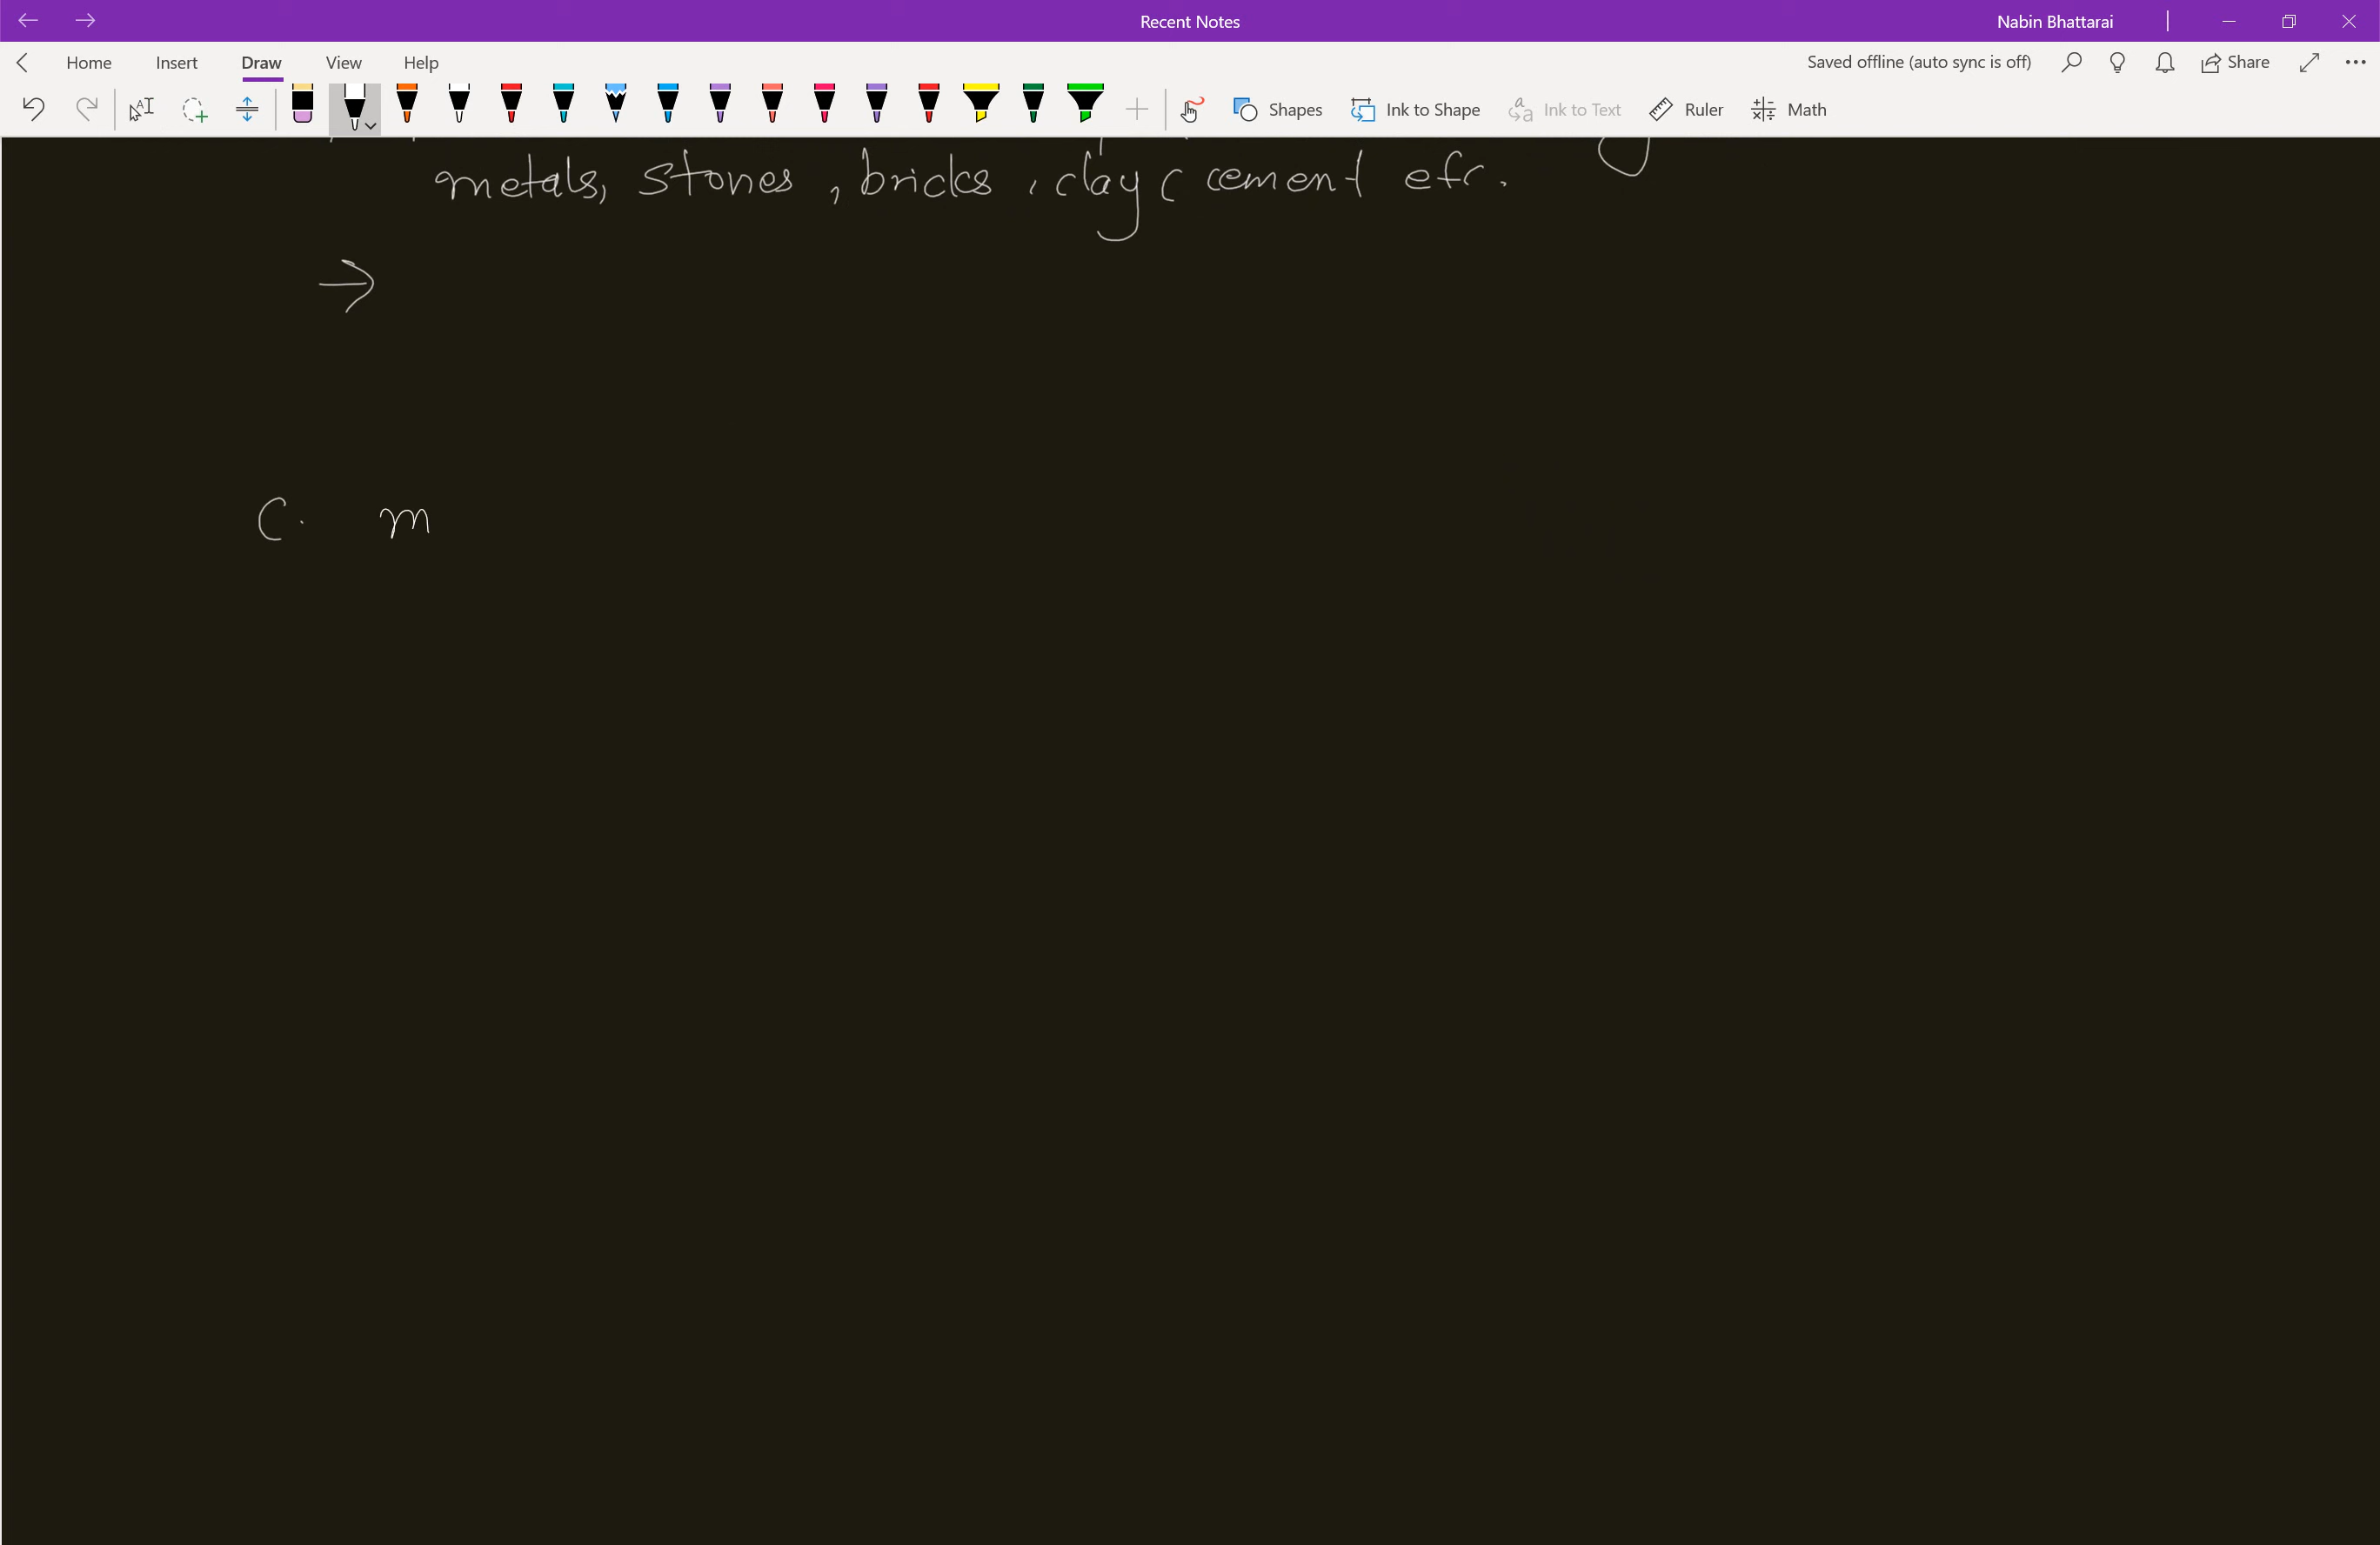 Recent Notes Nabin Bhattarai
Home Insert Draw View Help Saved offline (auto sync is off) Share
Shapes Ink to Shape Ink to Text Ruler Math
metals, stones, bricks, clay, cement etc.
→
C. m